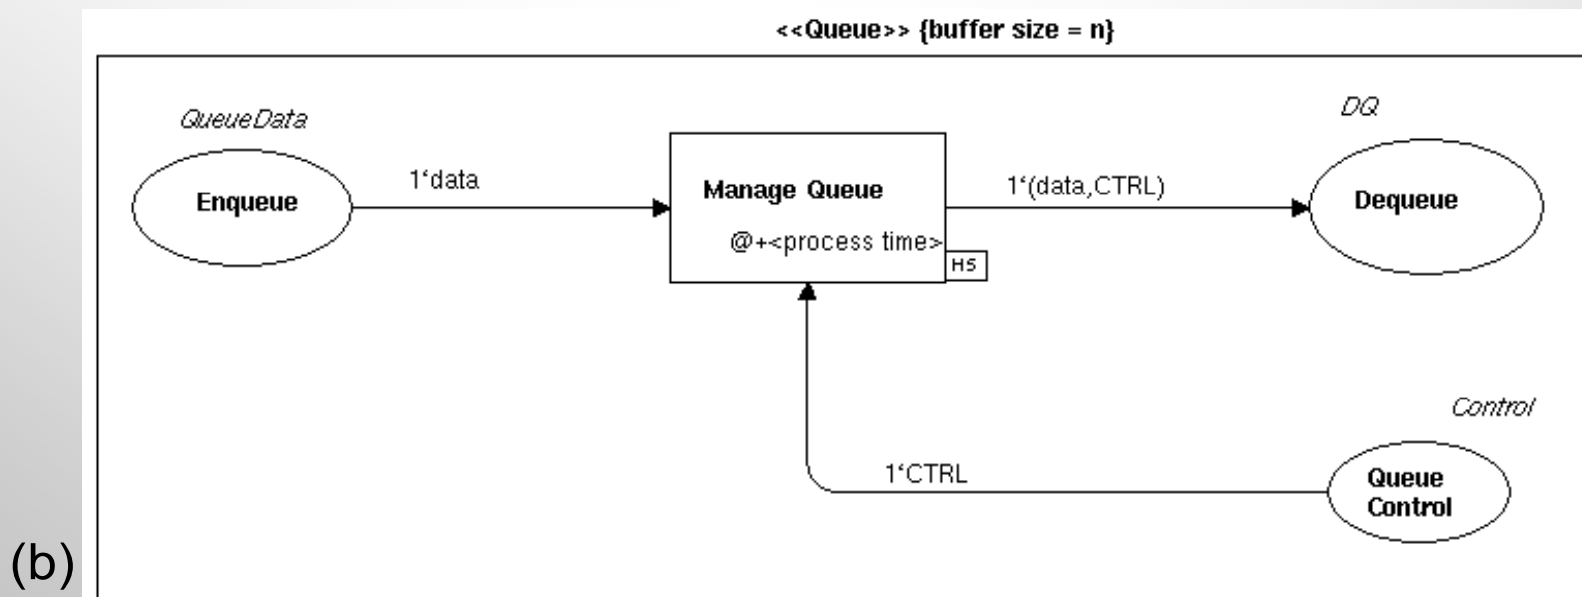 <<Queue>> {buffer size = n}
QueueData
DQ
Enqueue
1‘data
Manage Queue
@+<process time>
HS
1‘(data,CTRL)
Dequeue
Control
1‘CTRL
Queue
Control
(b)